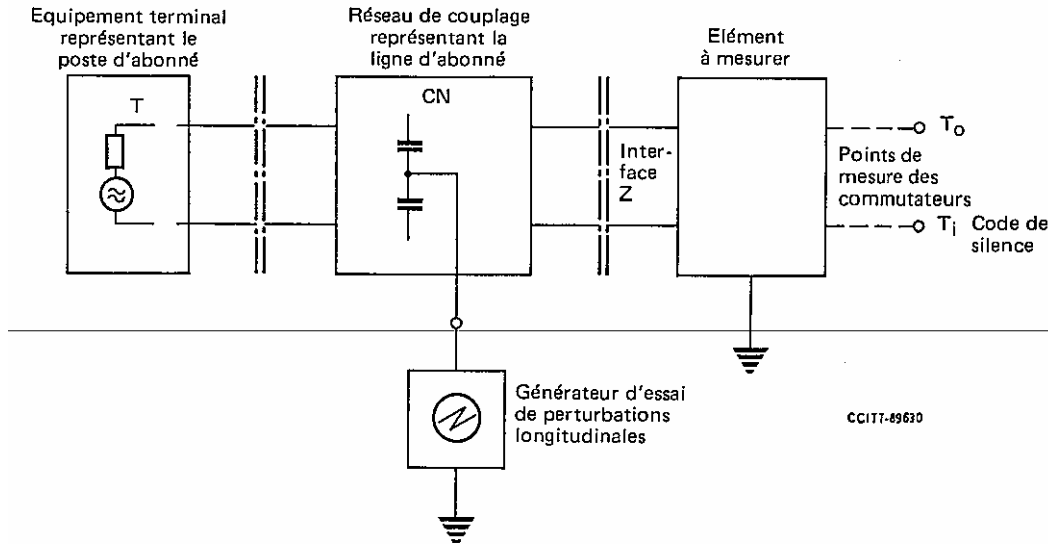 Equipement terminal
représentant le
poste d'abonné
Réseau de couplage
représentant la
ligne d'abonné
Elément
à mesurer
T
CN
Inter-
face
Z
To
Points de
mesure des
commutateurs
Ti Code de
silence
Générateur d'essai
de perturbations
longitudinales
CCITT-89630